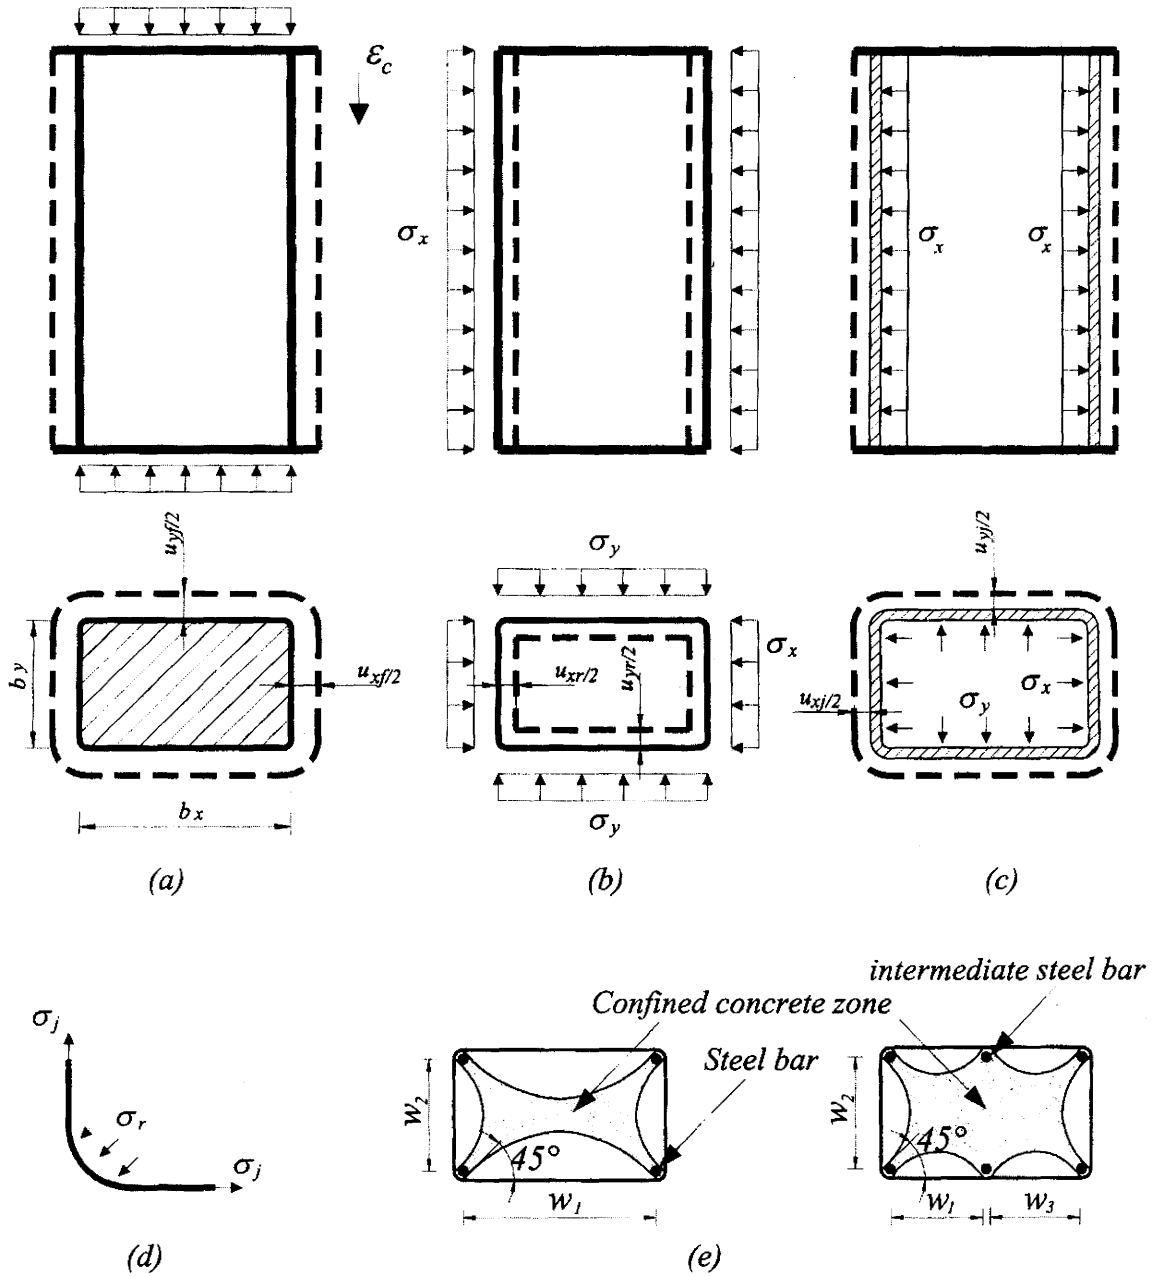 ε_c
σ_x
σ_x
σ_x
u_yf/2
b_y
u_xf/2
b_x
σ_y
u_xr/2
u_yr/2
σ_x
σ_y
u_yj/2
u_xj/2
σ_y
σ_x
(a)
(b)
(c)
σ_j
σ_r
σ_j
(d)
intermediate steel bar
Confined concrete zone
Steel bar
w_2
45°
w_1
w_2
45°
w_1
w_3
(e)